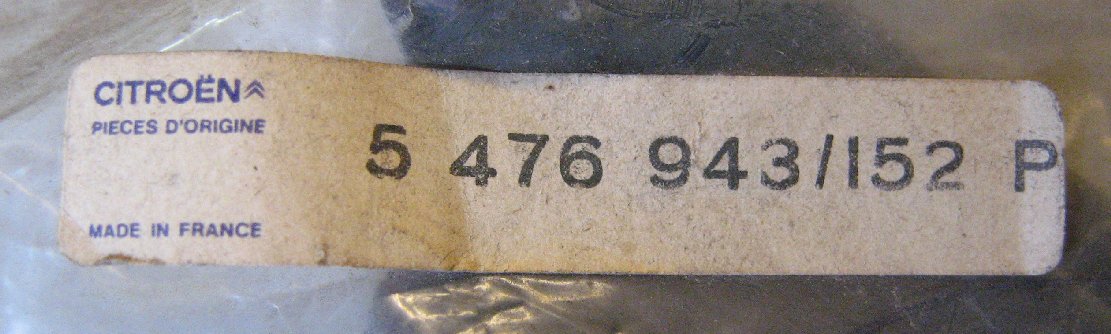 CITROËN
PIECES D'ORIGINE
5 476 943/152 P
MADE IN FRANCE